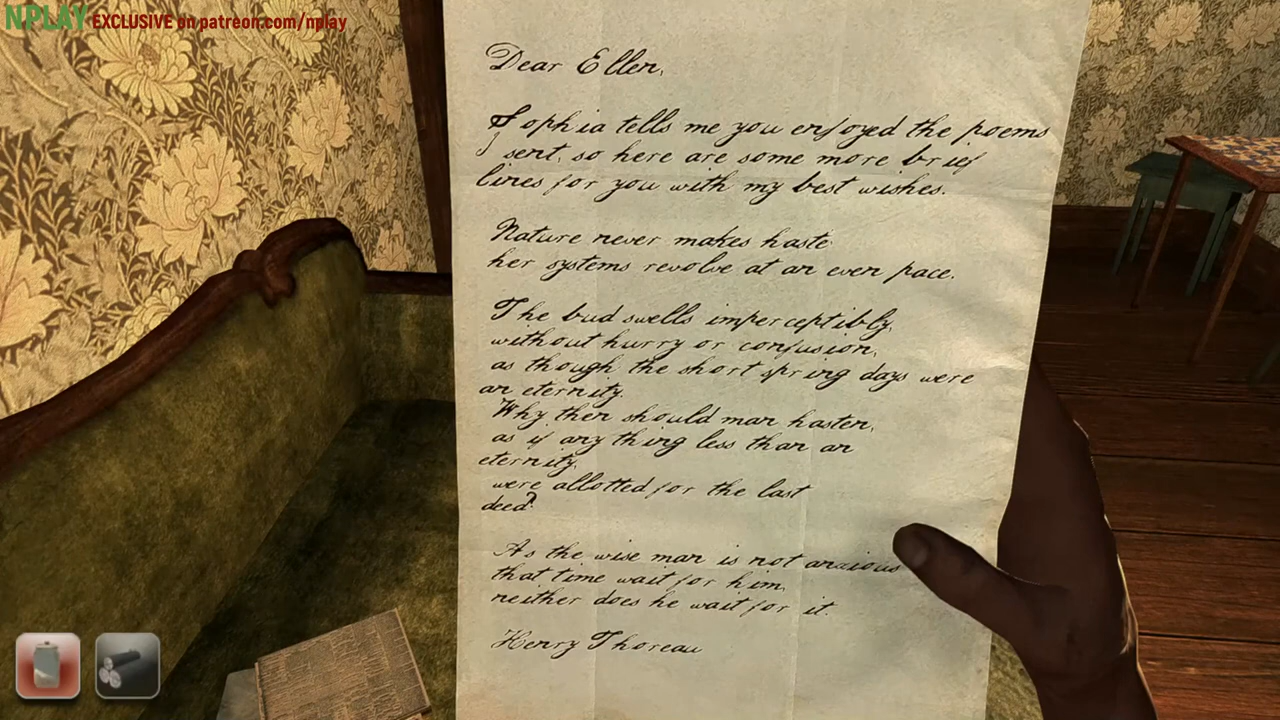 NPLAY EXCLUSIVE on patreon.com/nplay
Dear Ellen,
Sophia tells me you enjoyed the poems
I sent, so here are some more brief
lines for you with my best wishes.
Nature never makes haste
her systems revolve at an even pace.
The bud swells imperceptibly,
without hurry or confusion,
as though the short spring days were
an eternity.
Why then should man hasten,
as if anything less than an
eternity,
were allotted for the last
deed?
As the wise man is not anxious
that time wait for him,
neither does he wait for it.
Henry Thoreau